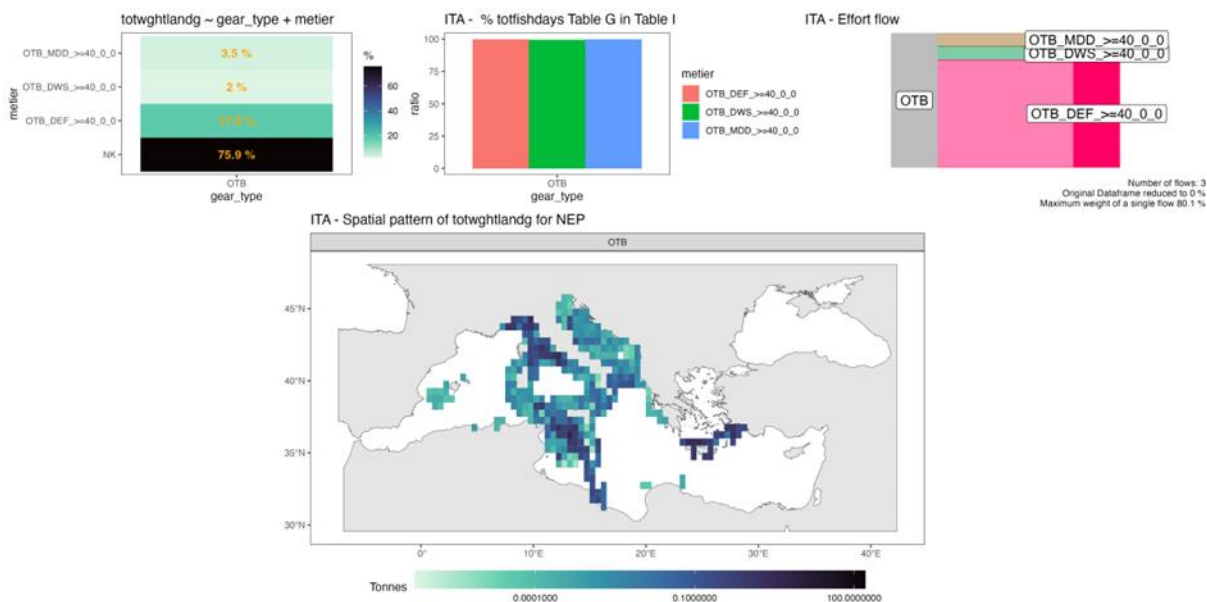 totwghtlandg ~ gear_type + metier
metier
OTB_MDD_>=40_0_0
OTB_DWS_>=40_0_0
OTB_DEF_>=40_0_0
NK
3.5 %
2 %
75.9 %
OTB
gear_type
%
60
40
20
ITA - % totfishdays Table G in Table I
ratio
100
75
50
25
0
OTB
gear_type
metier
OTB_DEF_>=40_0_0
OTB_DWS_>=40_0_0
OTB_MDD_>=40_0_0
ITA - Effort flow
OTB
OTB_MDD_>=40_0_0
OTB_DWS_>=40_0_0
OTB_DEF_>=40_0_0
Number of flows: 3
Original Dataframe reduced to 0 %
Maximum weight of a single flow 80.1 %
ITA - Spatial pattern of totwghtlandg for NEP
OTB
45°N
40°N
35°N
30°N
0°
10°E
20°E
30°E
40°E
Tonnes
0.0001000
0.1000000
100.0000000